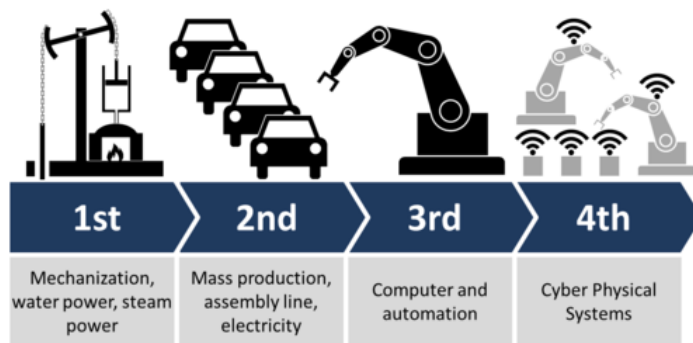 1st
2nd
3rd
4th
Mechanization,
water power, steam
power
Mass production,
assembly line,
electricity
Computer and
automation
Cyber Physical
Systems